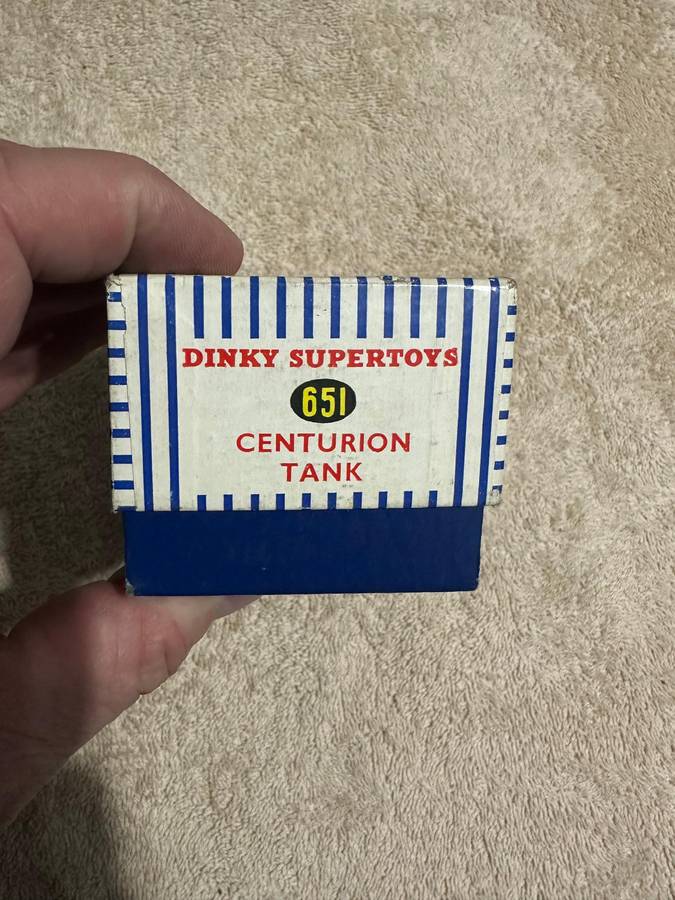 DINKY SUPERTOYS
651
CENTURION
TANK